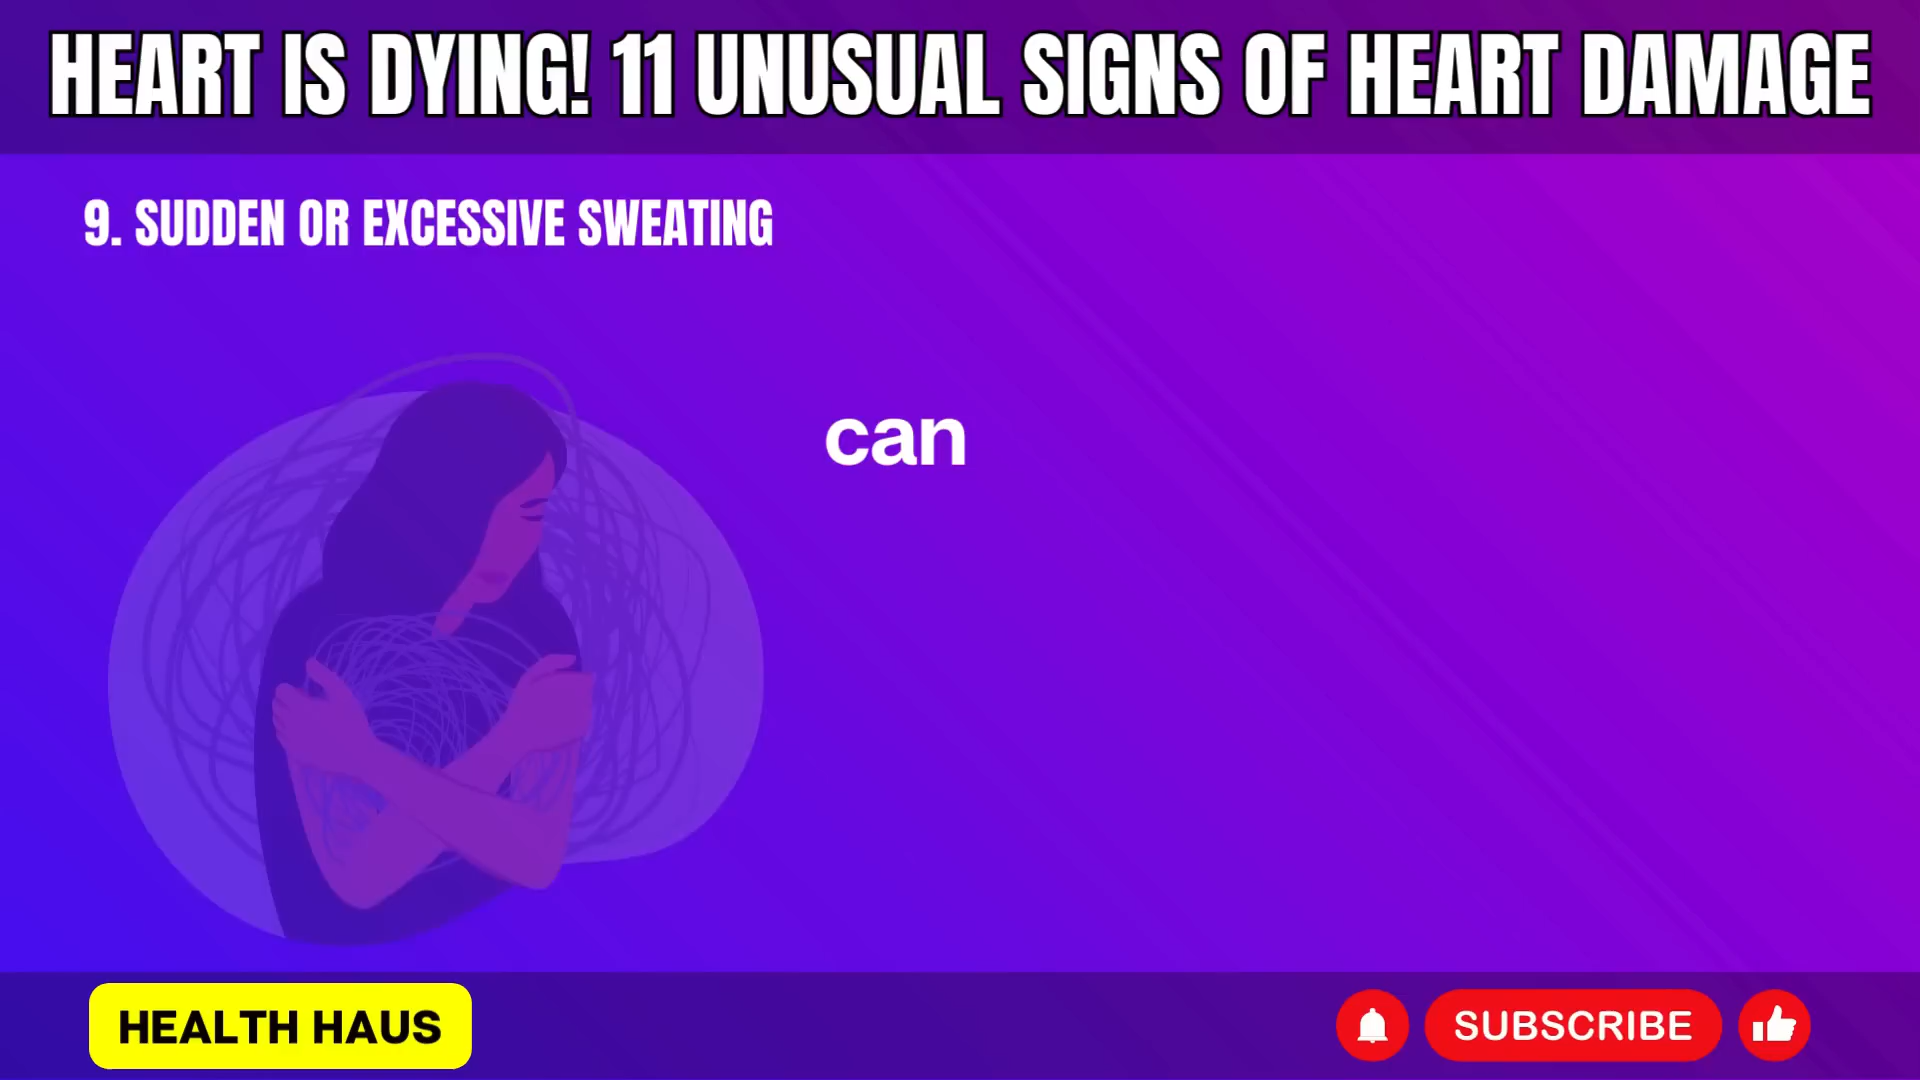 HEART IS DYING! 11 UNUSUAL SIGNS OF HEART DAMAGE
9. SUDDEN OR EXCESSIVE SWEATING
can
HEALTH HAUS
SUBSCRIBE